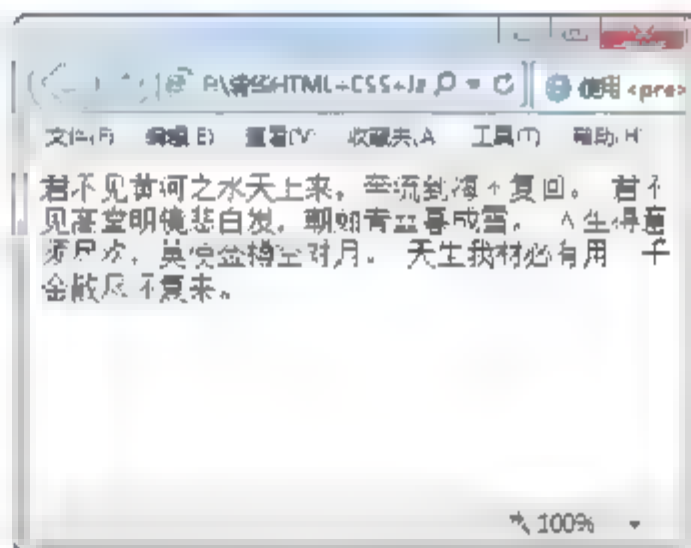 HTML+CSS+Ja 使用 <pre>
文件(F) 编辑(E) 查看(V) 收藏夹(A 工具(T) 帮助(H
君不见黄河之水天上来，奔流到海不复回。 君不
见高堂明镜悲白发，朝如青丝暮成雪。 人生得意
须尽欢，莫使金樽空对月。 天生我材必有用 千
金散尽不复来。
100%